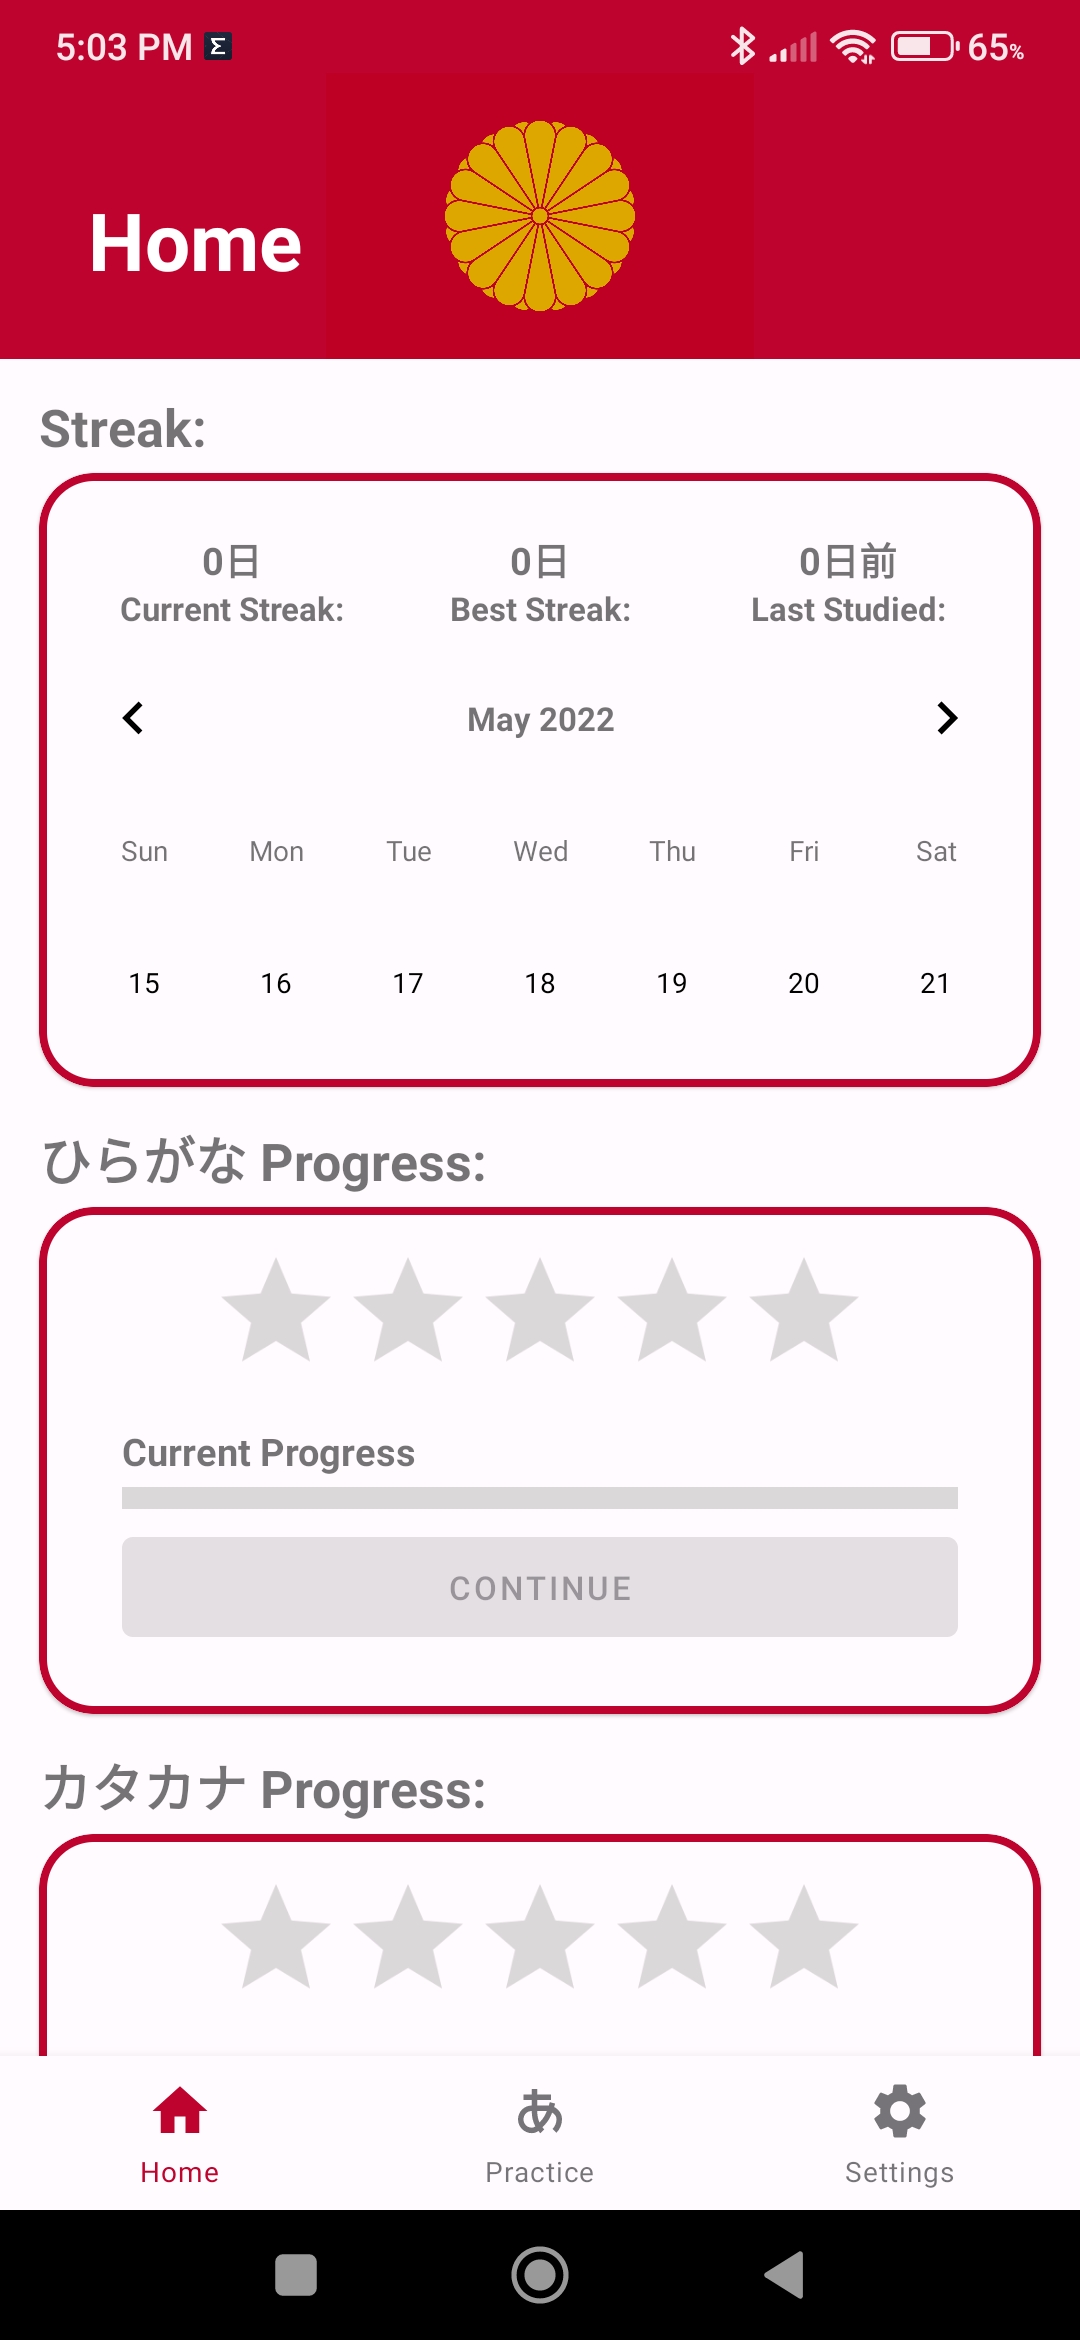 5:03 PM Σ 65%
Home
Streak:
0日 0日 0日前
Current Streak: Best Streak: Last Studied:
May 2022
Sun Mon Tue Wed Thu Fri Sat
15 16 17 18 19 20 21
ひらがな Progress:
Current Progress
CONTINUE
カタカナ Progress:
あ
Home Practice Settings